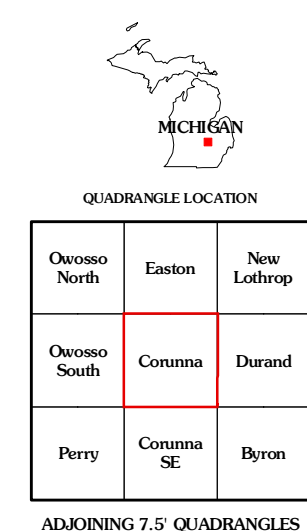 MICHIGAN
QUADRANGLE LOCATION
Owosso
North
Easton
New
Lothrop
Owosso
South
Corunna
Durand
Perry
Corunna
SE
Byron
ADJOINING 7.5' QUADRANGLES